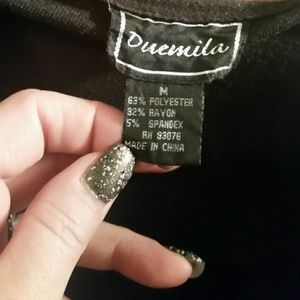 Duemila
M
63% POLYESTER
32% RAYON
5% SPANDEX
RN 93076
MADE IN CHINA